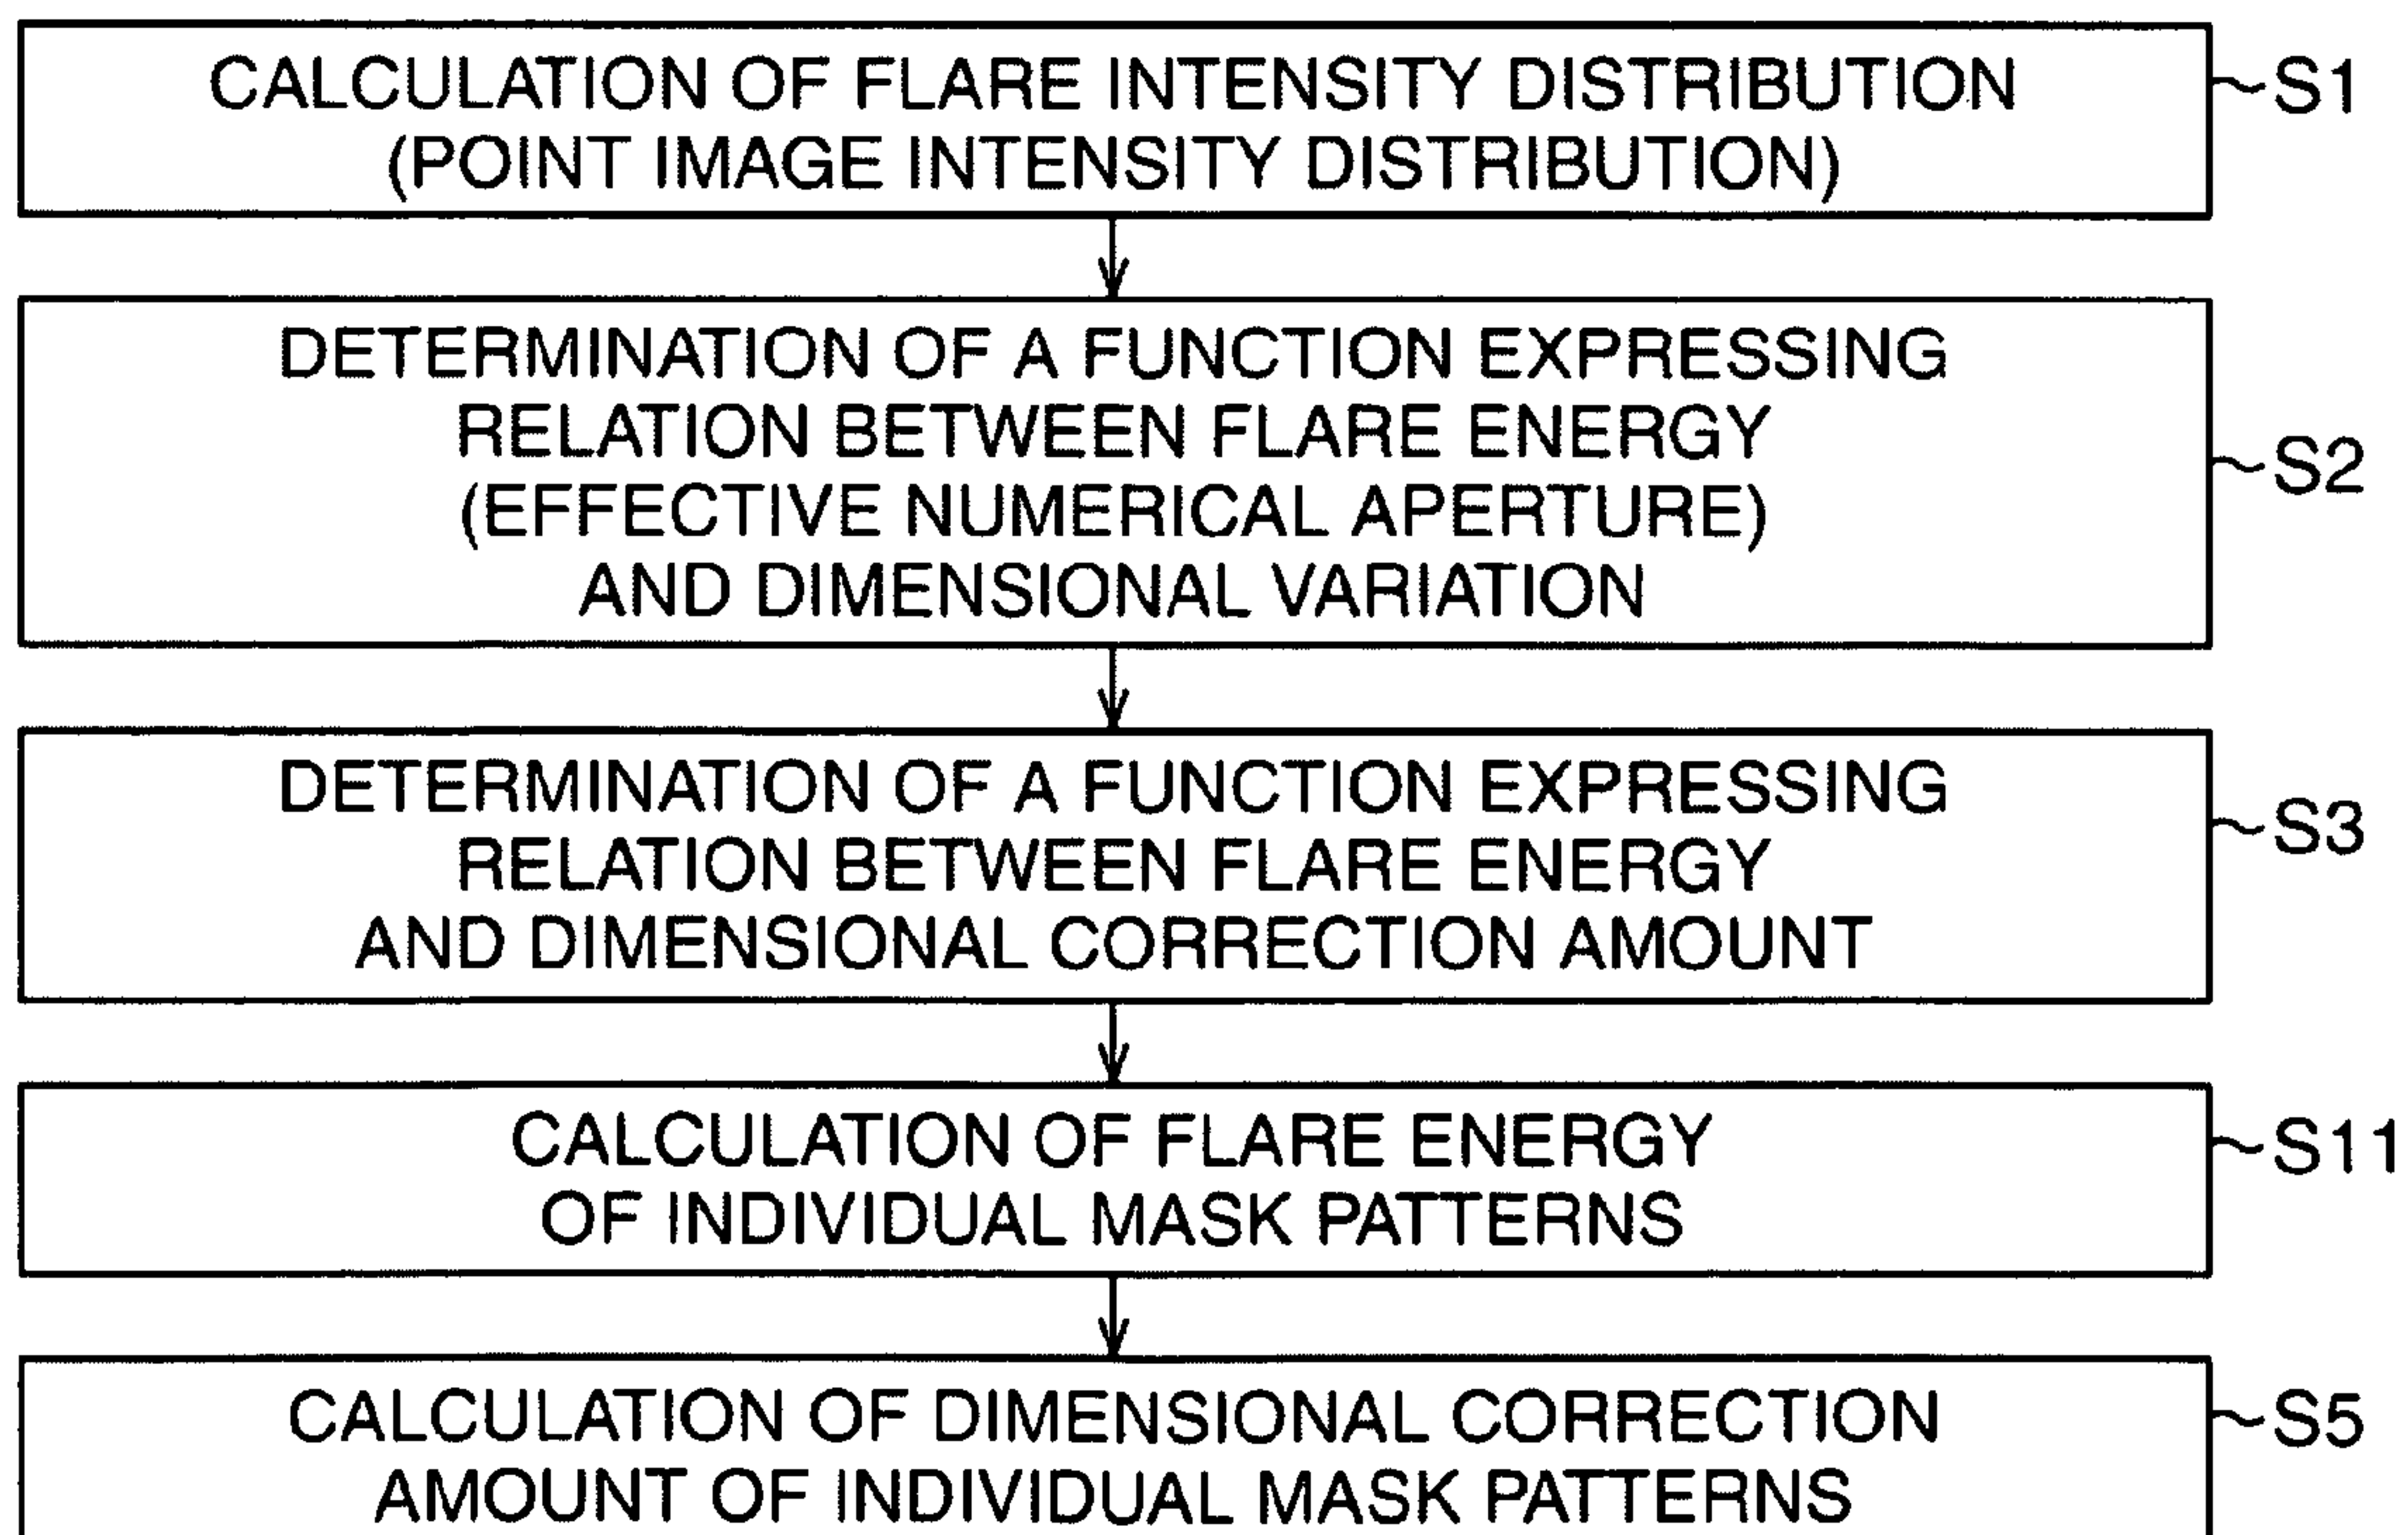 CALCULATION OF FLARE INTENSITY DISTRIBUTION
(POINT IMAGE INTENSITY DISTRIBUTION)
S1
DETERMINATION OF A FUNCTION EXPRESSING
RELATION BETWEEN FLARE ENERGY
(EFFECTIVE NUMERICAL APERTURE)
AND DIMENSIONAL VARIATION
S2
DETERMINATION OF A FUNCTION EXPRESSING
RELATION BETWEEN FLARE ENERGY
AND DIMENSIONAL CORRECTION AMOUNT
S3
CALCULATION OF FLARE ENERGY
OF INDIVIDUAL MASK PATTERNS
S11
CALCULATION OF DIMENSIONAL CORRECTION
AMOUNT OF INDIVIDUAL MASK PATTERNS
S5